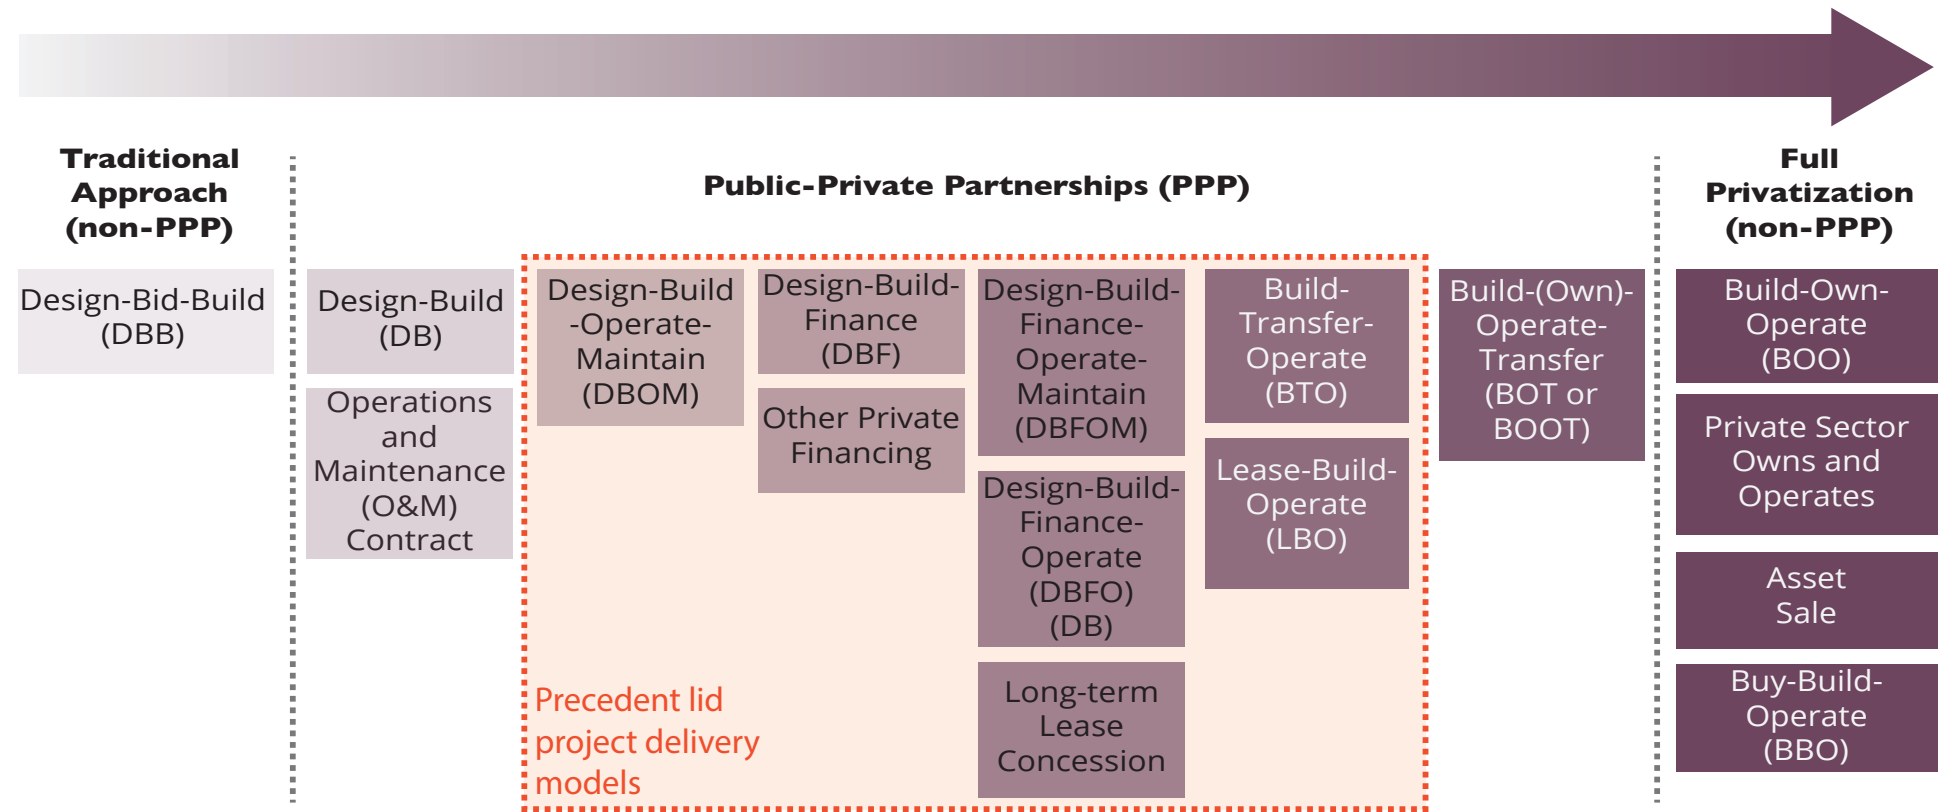 Traditional
Approach
(non-PPP)
Public-Private Partnerships (PPP)
Full
Privatization
(non-PPP)
Design-Bid-Build
(DBB)
Design-Build
(DB)
Operations
and
Maintenance
(O&M)
Contract
Design-Build
-Operate-
Maintain
(DBOM)
Design-Build-
Finance
(DBF)
Other Private
Financing
Design-Build-
Finance-
Operate-
Maintain
(DBFOM)
Design-Build-
Finance-
Operate
(DBFO)
(DB)
Long-term
Lease
Concession
Build-
Transfer-
Operate
(BTO)
Lease-Build-
Operate
(LBO)
Precedent lid
project delivery
models
Build-(Own)-
Operate-
Transfer
(BOT or
BOOT)
Build-Own-
Operate
(BOO)
Private Sector
Owns and
Operates
Asset
Sale
Buy-Build-
Operate
(BBO)